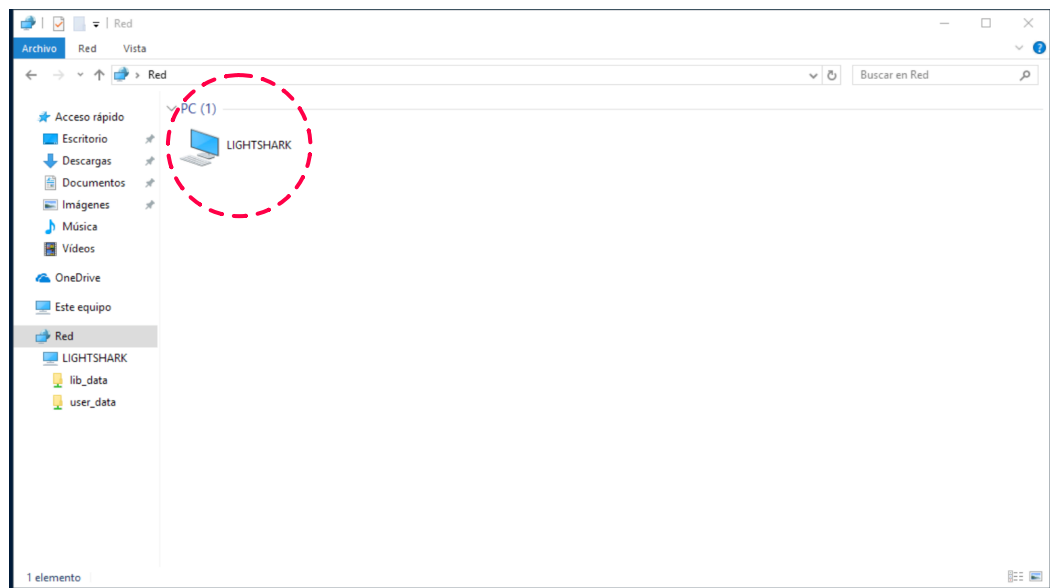 Red
Archivo Red Vista
Red
Buscar en Red
Acceso rápido
Escritorio
Descargas
Documentos
Imágenes
Música
Vídeos
OneDrive
Este equipo
Red
LIGHTSHARK
lib_data
user_data
PC (1)
LIGHTSHARK
1 elemento